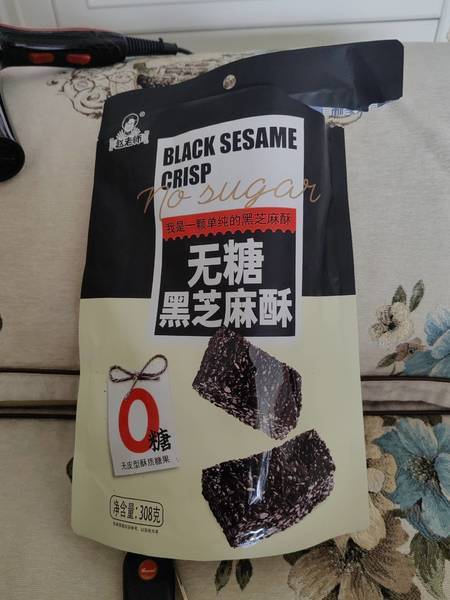 赵老师
®
BLACK SESAME
CRISP
no sugar
我是一颗单纯的黑芝麻酥
无糖
黑芝麻酥
0糖
无皮型酥质糖果
净含量:308克